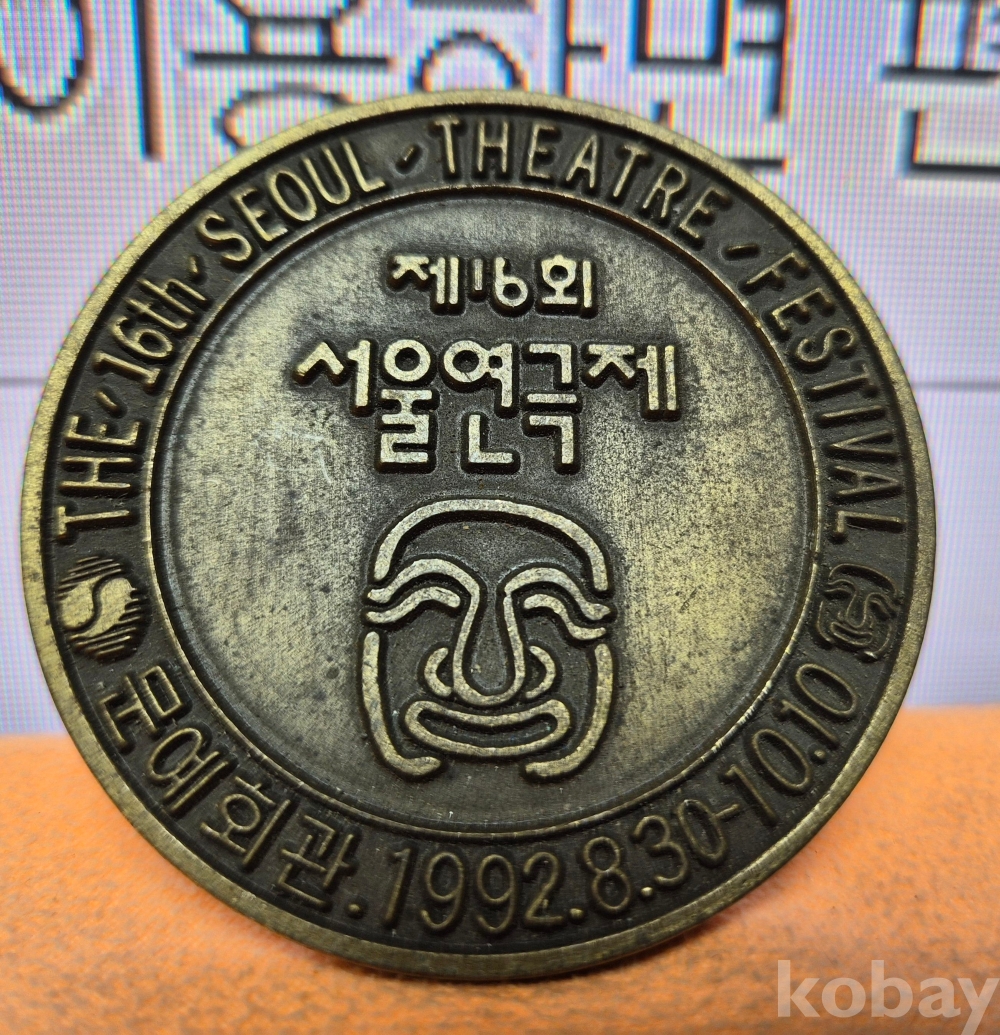 THE 16th SEOUL THEATRE FESTIVAL
제16회
서울연극제
문예회관.1992.8.30-10.10
kobay